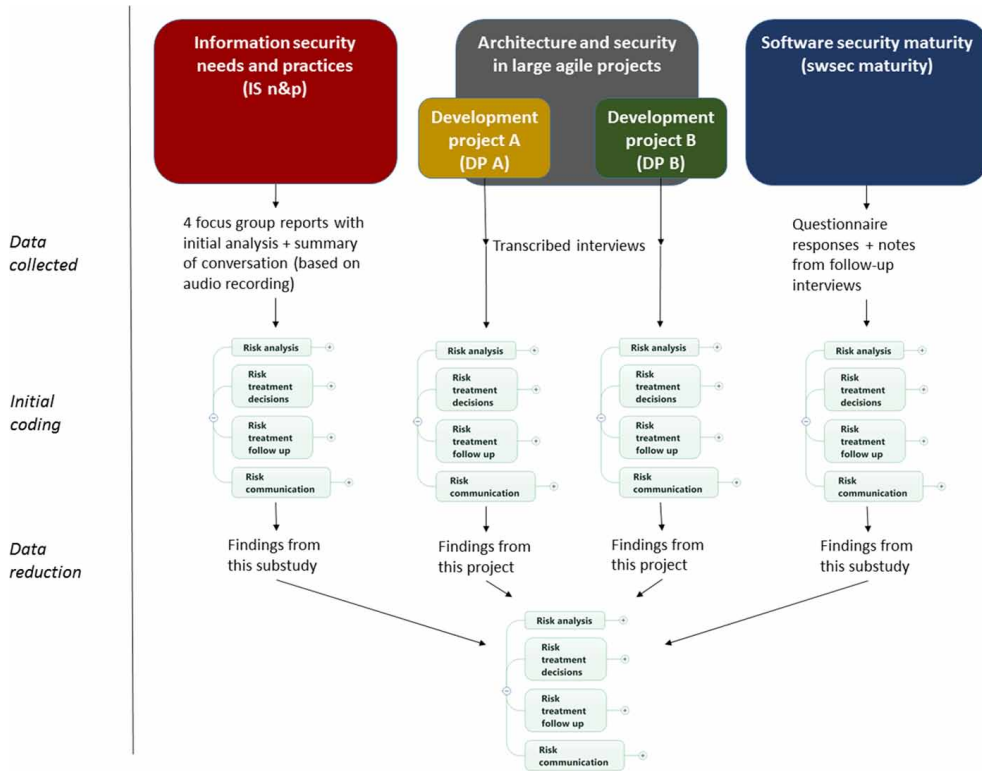 Information security
needs and practices
(IS n&p)
Architecture and security
in large agile projects
Software security maturity
(swsec maturity)
Development
project A
(DP A)
Development
project B
(DP B)
Data
collected
4 focus group reports with
initial analysis + summary
of conversation (based on
audio recording)
Transcribed interviews
Questionnaire
responses + notes
from follow-up
interviews
Initial
coding
Risk analysis
Risk
treatment
decisions
Risk
treatment
follow up
Risk
communication
Risk analysis
Risk
treatment
decisions
Risk
treatment
follow up
Risk
communication
Risk analysis
Risk
treatment
decisions
Risk
treatment
follow up
Risk
communication
Risk analysis
Risk
treatment
decisions
Risk
treatment
follow up
Risk
communication
Data
reduction
Findings from
this substudy
Findings from
this project
Findings from
this project
Findings from
this substudy
Risk analysis
Risk
treatment
decisions
Risk
treatment
follow up
Risk
communication